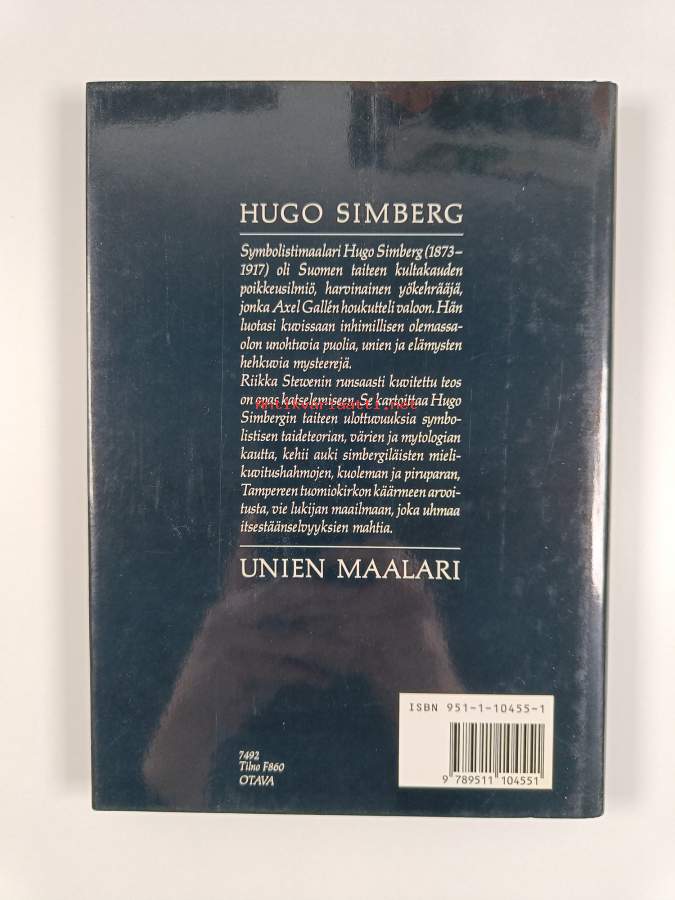 HUGO SIMBERG
Symbolistimaalari Hugo Simberg (1873–
1917) oli Suomen taiteen kultakauden
poikkeusilmiö, harvinainen yökehrääjä,
jonka Axel Gallén houkutteli valoon. Hän
luotasi kuvissaan inhimillisen olemassa-
olon unohtuvia puolia, unien ja elämysten
hehkuvia mysteerejä.
Riikka Stewenin runsaasti kuvitettu teos
on opas katselemiseen. Se kartoittaa Hugo
antikvariaatti.net
Simbergin taiteen ulottuvuuksia symbo-
listisen taideteorian, värien ja mytologian
kautta, kehii auki simbergiläisten mieli-
kuvitushahmojen, kuoleman ja piruparan,
Tampereen tuomiokirkon käärmeen arvoi-
tusta, vie lukijan maailmaan, joka uhmaa
itsestäänselvyyksien mahtia.
UNIEN MAALARI
ISBN 951-1-10455-1
9 789511 104551
7492
Tilno F860
OTAVA